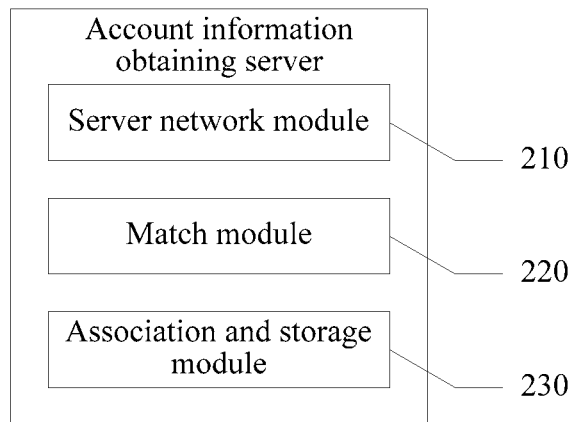 Account information
obtaining server
Server network module
210
Match module
220
Association and storage
module
230